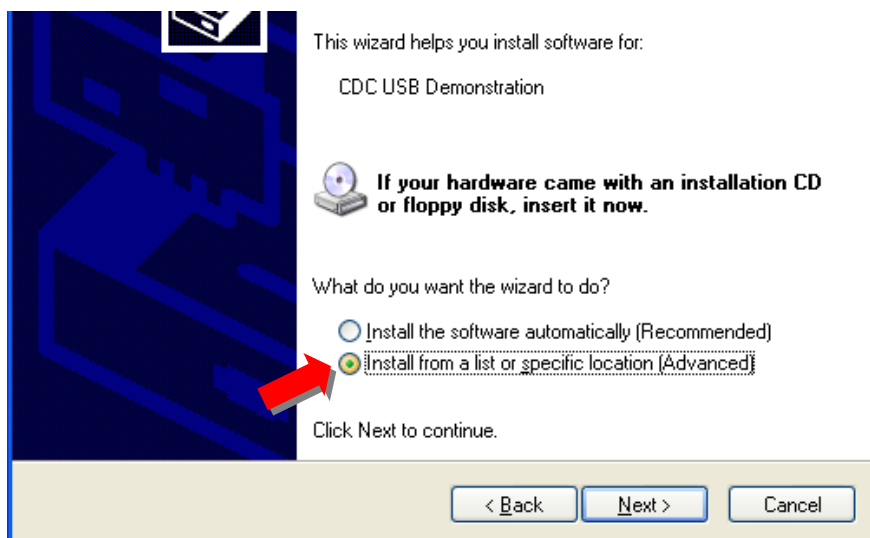 This wizard helps you install software for:
CDC USB Demonstration
If your hardware came with an installation CD
or floppy disk, insert it now.
What do you want the wizard to do?
Install the software automatically (Recommended)
Install from a list or specific location (Advanced)
Click Next to continue.
< Back Next > Cancel